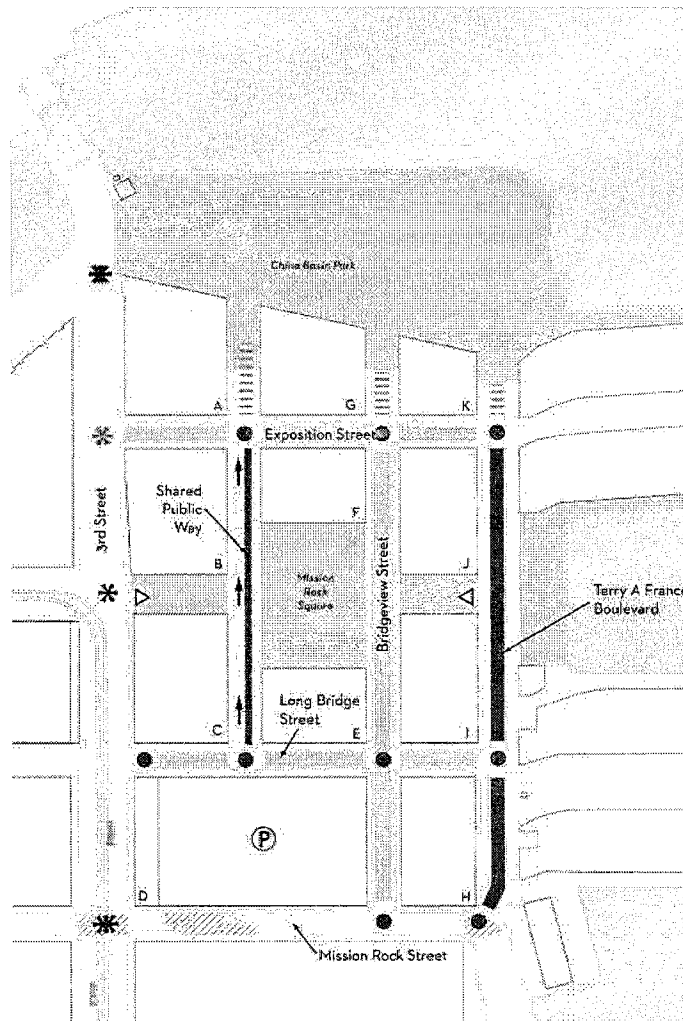 China Basin Park
A
G
K
Exposition Street
Shared
Public
Way
3rd Street
F
B
J
Mission
Rock
Square
Bridgeview Street
Terry A Franc
Boulevard
Long Bridge
Street
C
E
I
P
D
H
Mission Rock Street